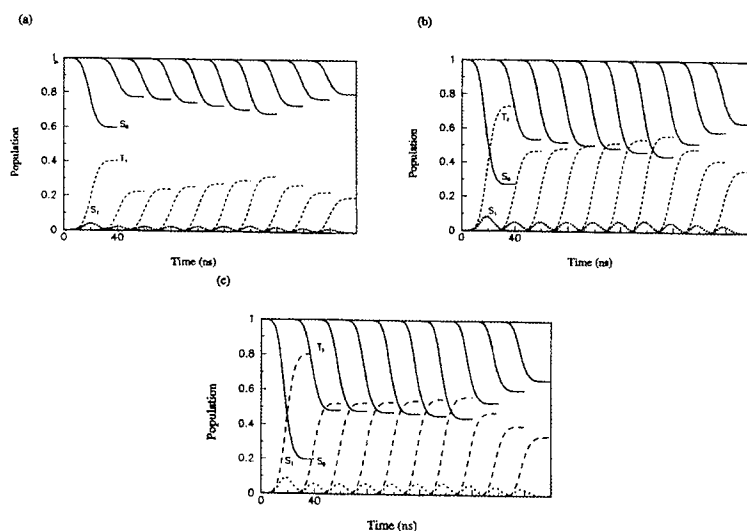 (a)
1
0.8
0.6
0.4
0.2
0
Population
S₀
T₁
S₁
0
40
Time (ns)
(b)
1
0.8
0.6
0.4
0.2
0
Population
T₁
S₀
S₁
0
40
Time (ns)
(c)
1
0.8
0.6
0.4
0.2
0
Population
T₁
S₁
S₀
0
40
Time (ns)